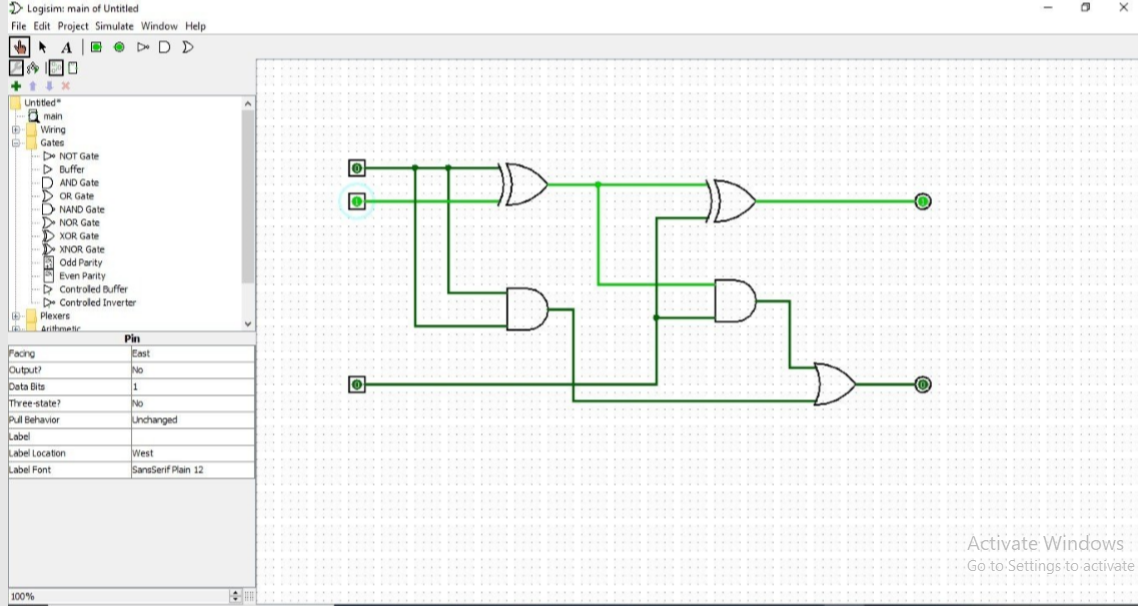 Logisim: main of Untitled
File Edit Project Simulate Window Help
A
Untitled*
main
Wiring
Gates
NOT Gate
Buffer
AND Gate
OR Gate
NAND Gate
NOR Gate
XOR Gate
XNOR Gate
Odd Parity
Even Parity
Controled Buffer
Controled Inverter
Plexers
Arithmetic
Pin
Facing East
Output? No
Data Bits 1
Three-state? No
Pull Behavior Unchanged
Label
Label Location West
Label Font SansSerif Plain 12
100%
0
1
1
0
0
Activate Windows
Go to Settings to activate